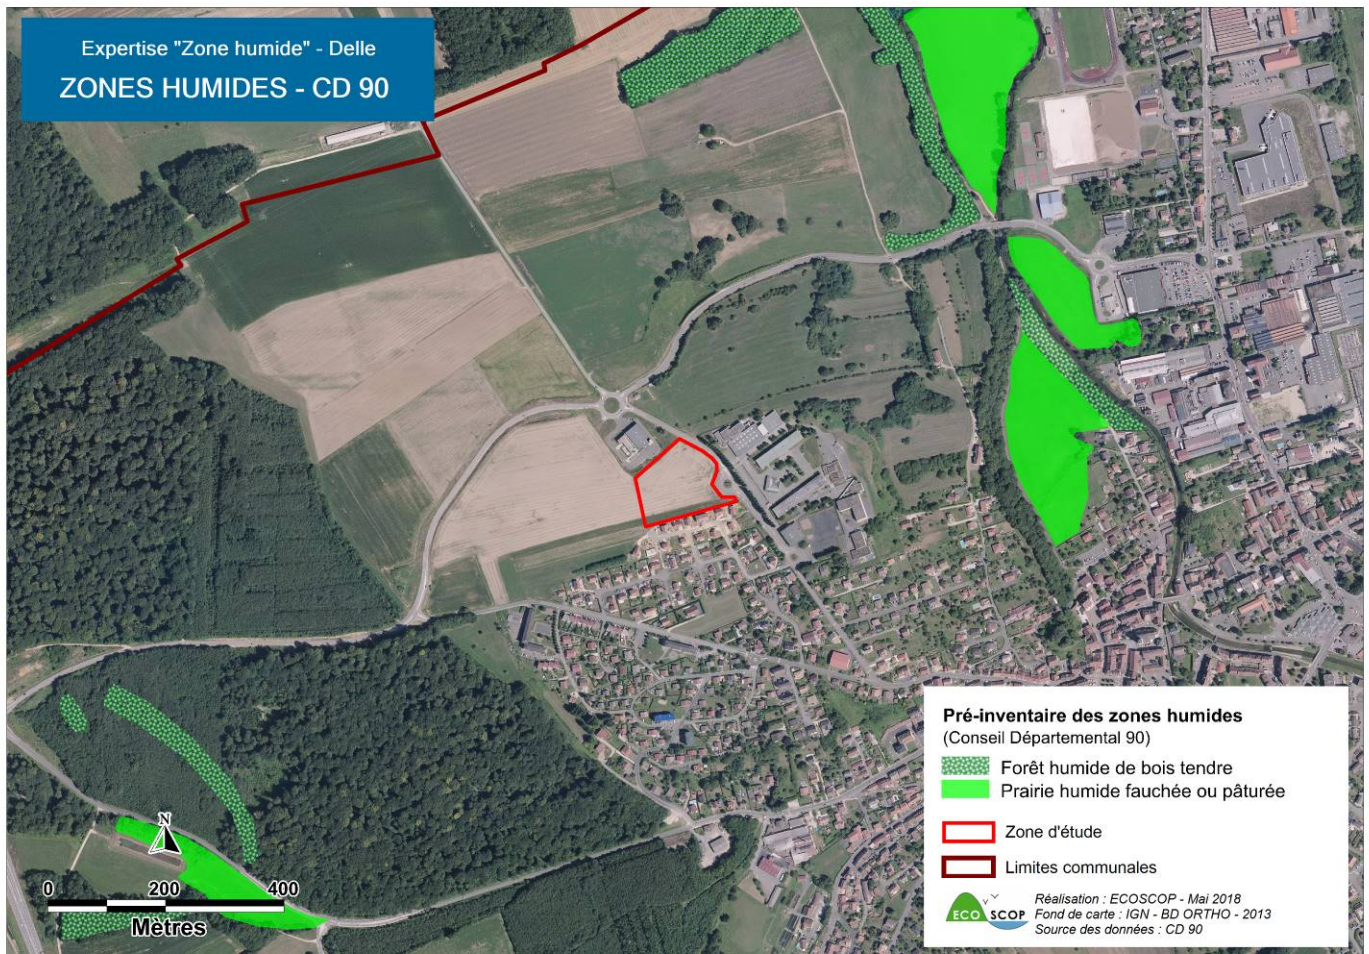 Expertise "Zone humide" - Delle
ZONES HUMIDES - CD 90
Pré-inventaire des zones humides
(Conseil Départemental 90)
Forêt humide de bois tendre
Prairie humide fauchée ou pâturée
Zone d'étude
Limites communales
ECO SCOP
Réalisation : ECOSCOP - Mai 2018
Fond de carte : IGN - BD ORTHO - 2013
Source des données : CD 90
N
0 200 400
Mètres